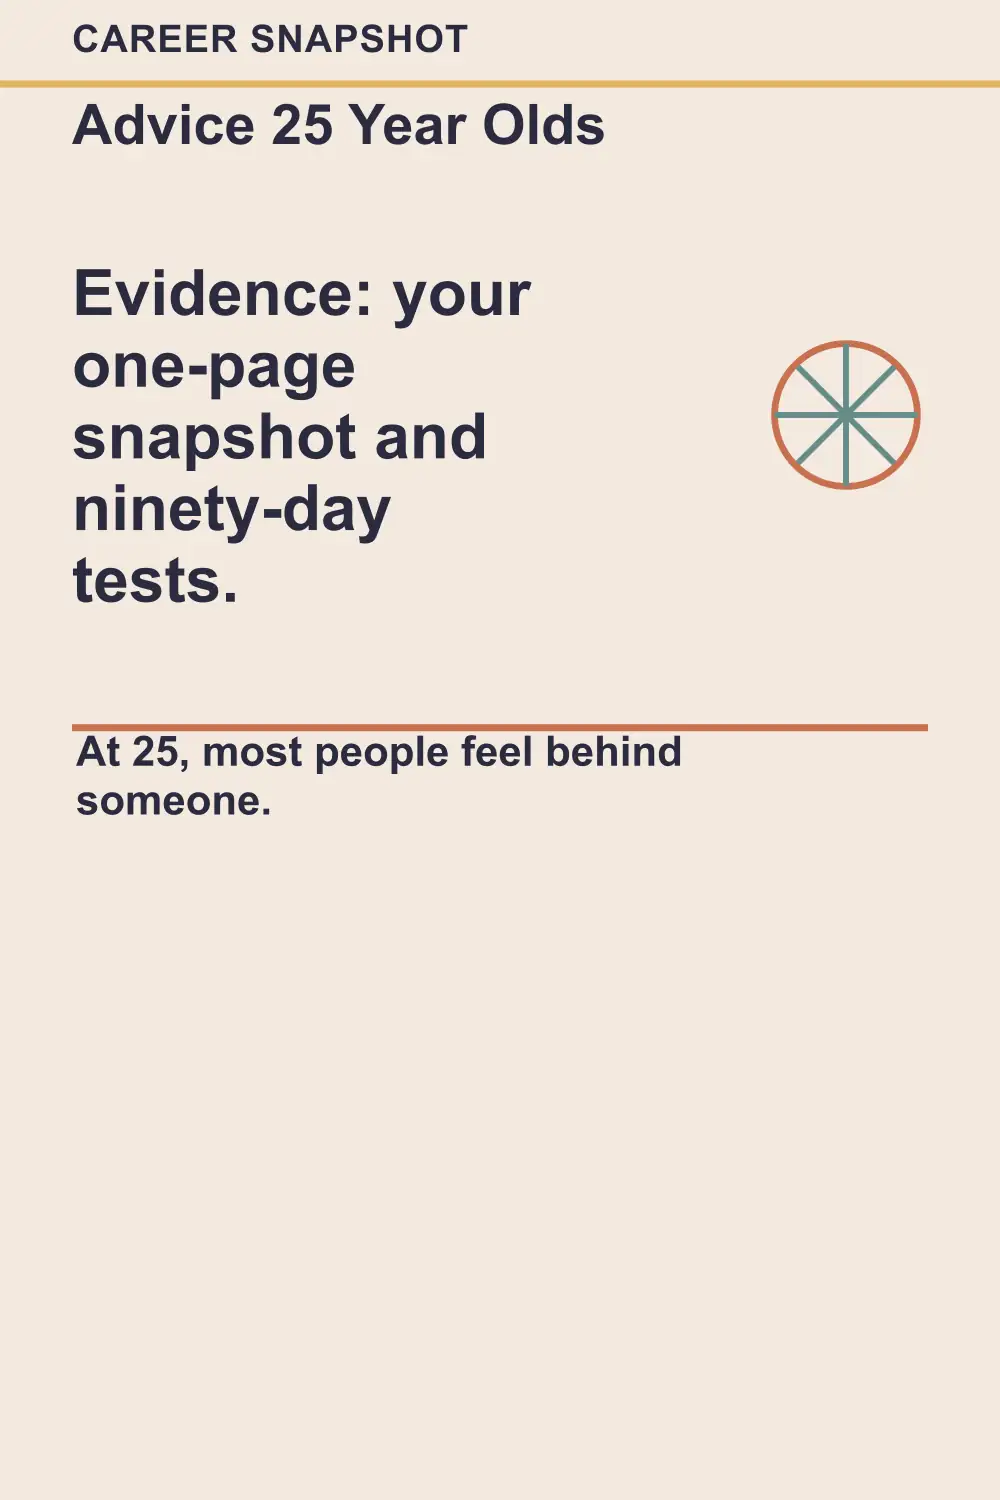 CAREER SNAPSHOT
Advice 25 Year Olds
Evidence: your
one-page
snapshot and
ninety-day
tests.
At 25, most people feel behind
someone.